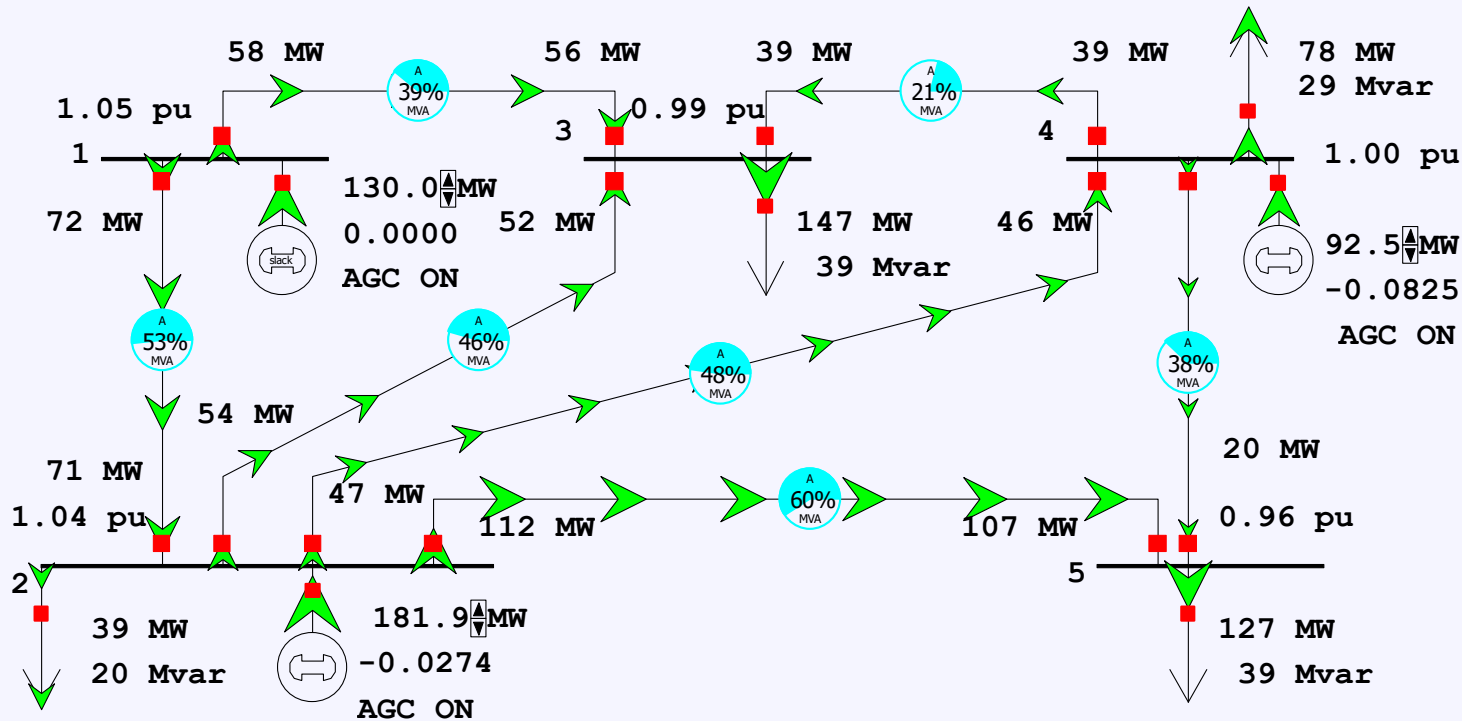 58 MW
56 MW
39 MW
39 MW
78 MW
29 Mvar
A
39%
MVA
A
21%
MVA
1.05 pu
3
0.99 pu
4
1
1.00 pu
130.0 MW
0.0000
AGC ON
slack
72 MW
52 MW
147 MW
39 Mvar
46 MW
92.5 MW
-0.0825
AGC ON
A
53%
MVA
A
46%
MVA
A
48%
MVA
A
38%
MVA
54 MW
71 MW
47 MW
20 MW
1.04 pu
112 MW
A
60%
MVA
107 MW
0.96 pu
2
5
39 MW
20 Mvar
181.9 MW
-0.0274
AGC ON
127 MW
39 Mvar